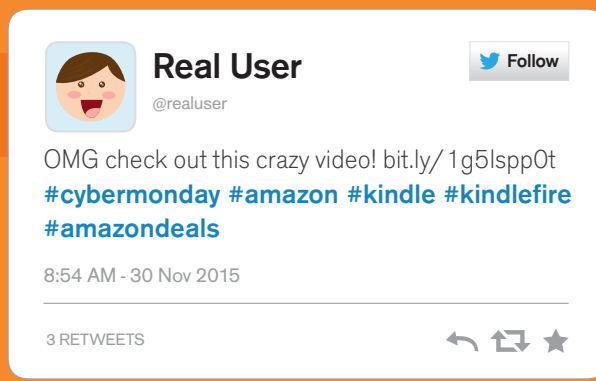 Real User
Follow
@realuser
OMG check out this crazy video! bit.ly/1g5lspp0t
#cybermonday #amazon #kindle #kindlefire
#amazondeals
8:54 AM - 30 Nov 2015
3 RETWEETS